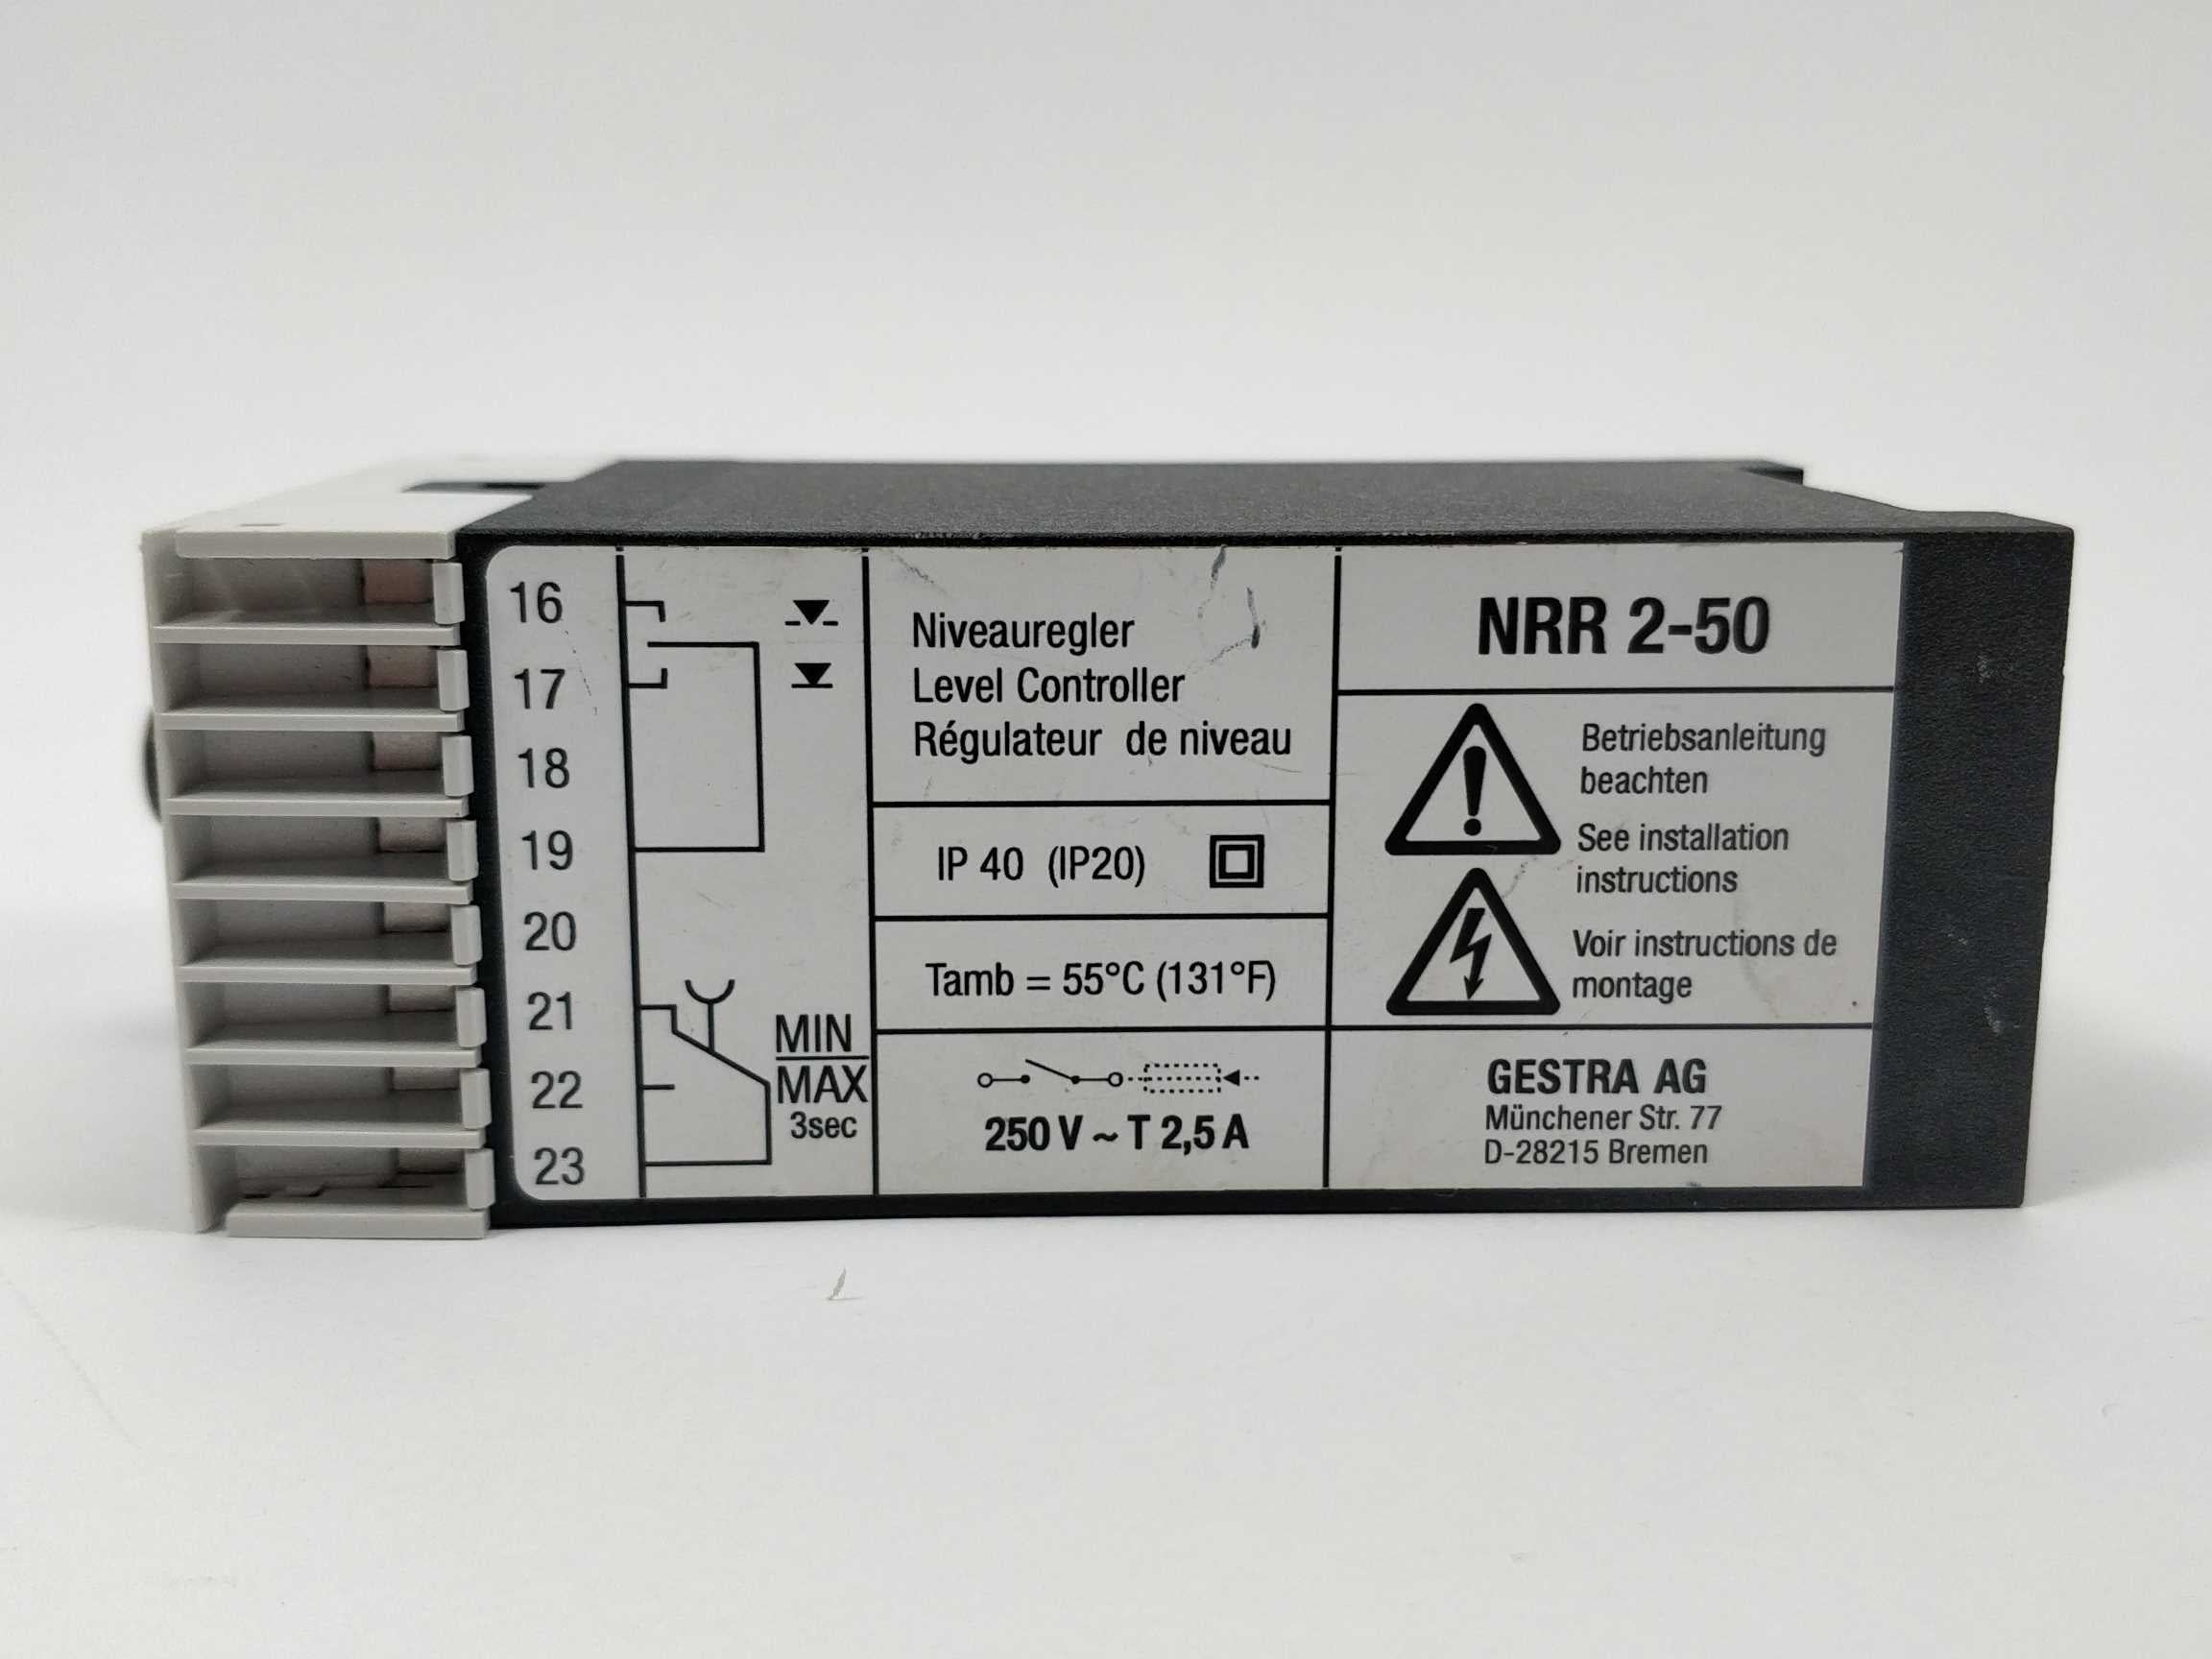 16
17
18
19
20
21
22
23
MIN
MAX
3sec
Niveauregler
Level Controller
Régulateur de niveau
IP 40 (IP20)
Tamb = 55°C (131°F)
250 V ~ T 2,5 A
NRR 2-50
Betriebsanleitung
beachten
See installation
instructions
Voir instructions de
montage
GESTRA AG
Münchener Str. 77
D-28215 Bremen